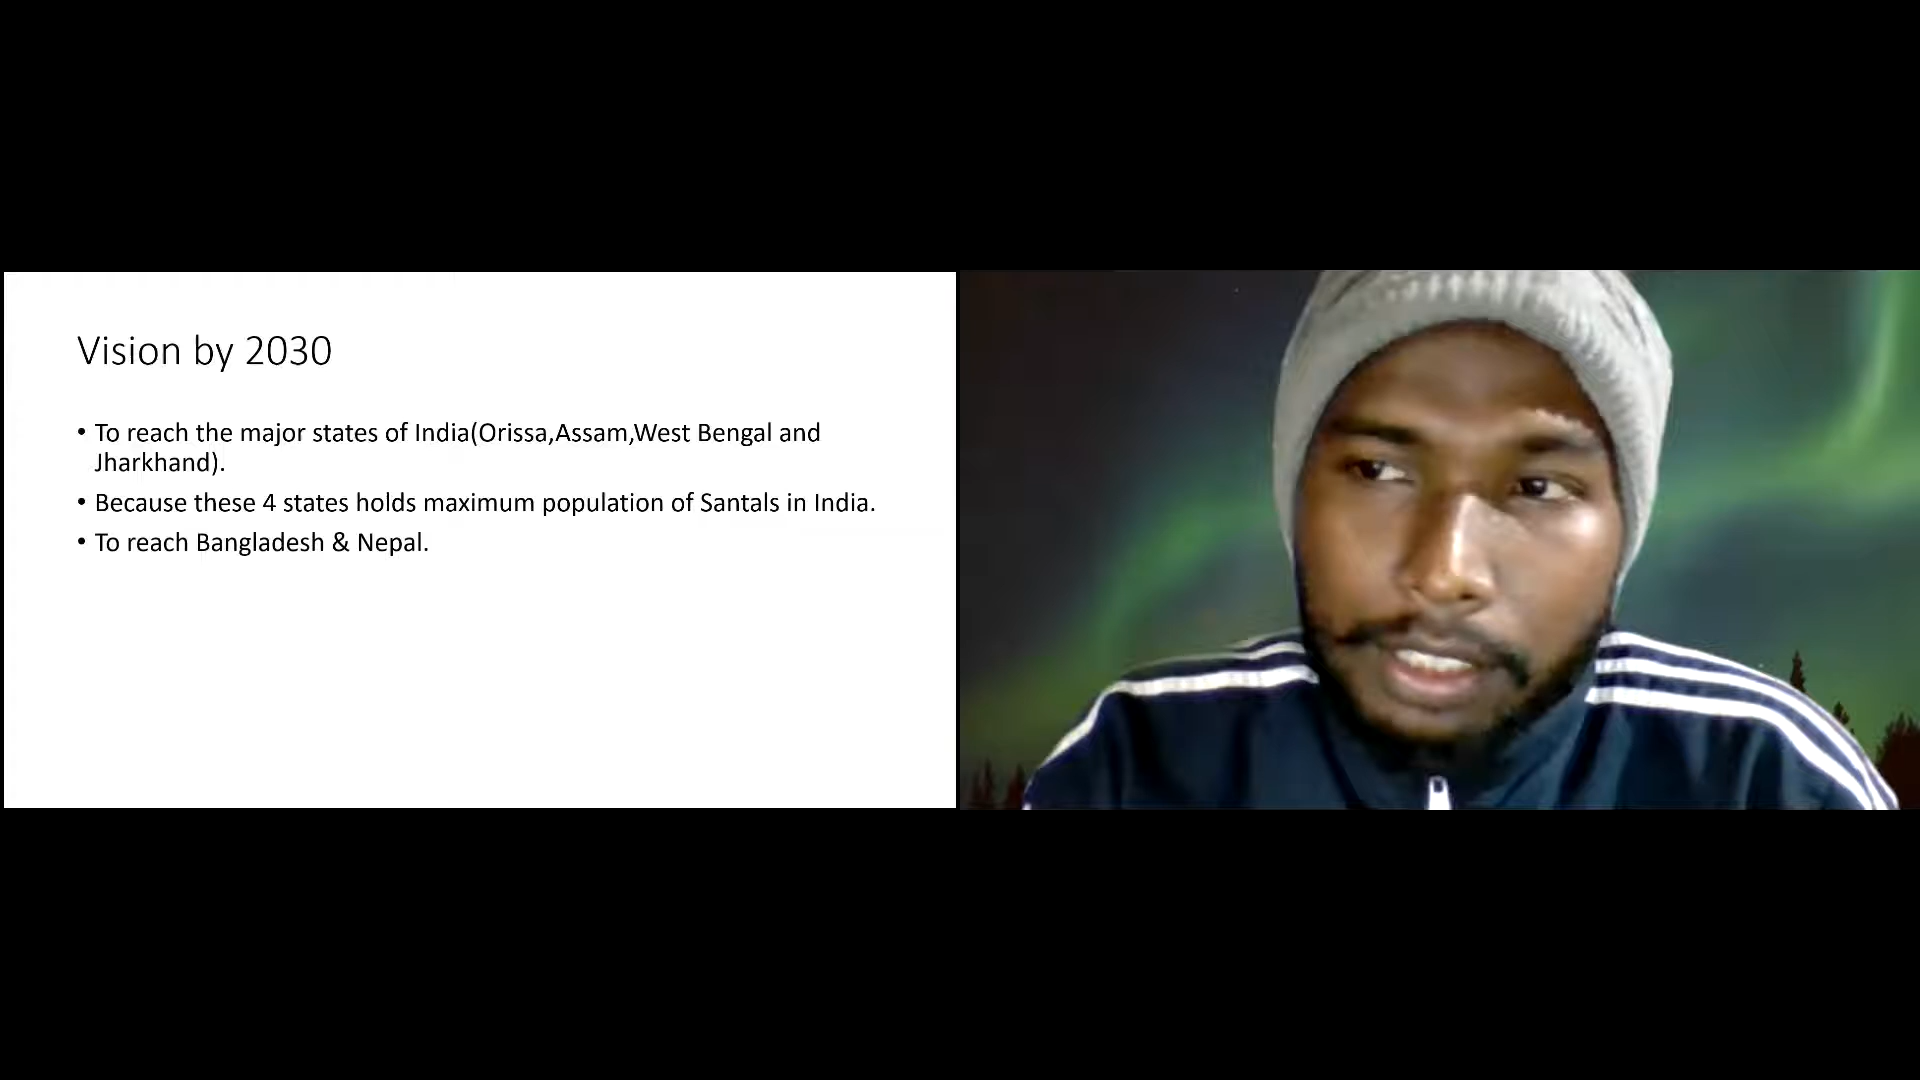 Vision by 2030
• To reach the major states of India(Orissa,Assam,West Bengal and
Jharkhand).
• Because these 4 states holds maximum population of Santals in India.
• To reach Bangladesh & Nepal.